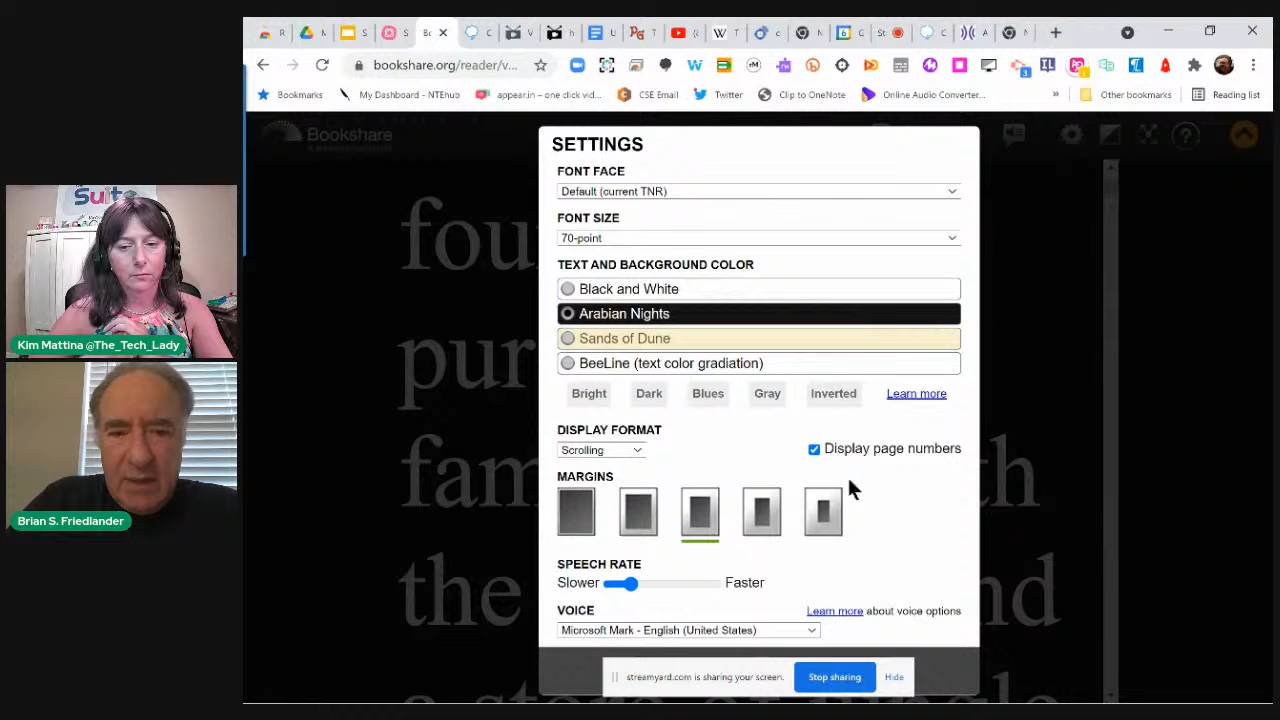 R
S
S
Bo
C
V
h
D
T
(
W T
c
N
G
St
C
A
N
bookshare.org/reader/v...
Bookmarks
My Dashboard - NTEhub
appear.in – one click vid...
CSE Email
Twitter
Clip to OneNote
Online Audio Converter...
»
Other bookmarks
Reading list
Bookshare
SETTINGS
FONT FACE
Default (current TNR)
FONT SIZE
70-point
TEXT AND BACKGROUND COLOR
Black and White
Arabian Nights
Sands of Dune
BeeLine (text color gradiation)
Bright Dark Blues Gray Inverted Learn more
DISPLAY FORMAT
Scrolling
Display page numbers
MARGINS
SPEECH RATE
Slower Faster
VOICE
Learn more about voice options
Microsoft Mark - English (United States)
streamyard.com is sharing your screen.
Stop sharing
Hide
the
Suite
Kim Mattina @The_Tech_Lady
Brian S. Friedlander